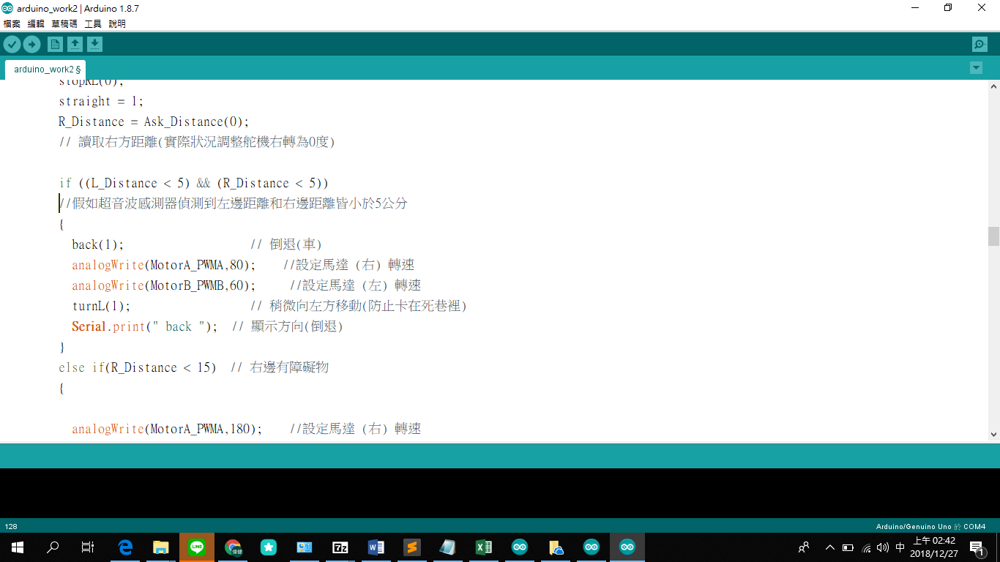 arduino_work2 | Arduino 1.8.7
檔案 編輯 草稿碼 工具 說明
arduino_work2 §
stopRL(0);
straight = 1;
R_Distance = Ask_Distance(0);
// 讀取右方距離(實際狀況調整舵機右轉為0度)
if ((L_Distance < 5) && (R_Distance < 5))
//假如超音波感測器偵測到左邊距離和右邊距離皆小於5公分
{
back(1); // 倒退(車)
analogWrite(MotorA_PWMA,80); //設定馬達 (右) 轉速
analogWrite(MotorB_PWMB,60); //設定馬達 (左) 轉速
turnL(1); // 稍微向左方移動(防止卡在死巷裡)
Serial.print(" back "); // 顯示方向(倒退)
}
else if(R_Distance < 15) // 右邊有障礙物
{
analogWrite(MotorA_PWMA,180); //設定馬達 (右) 轉速
128 Arduino/Genuino Uno 於 COM4
LINE 7z 中 上午 02:42
2018/12/27 1